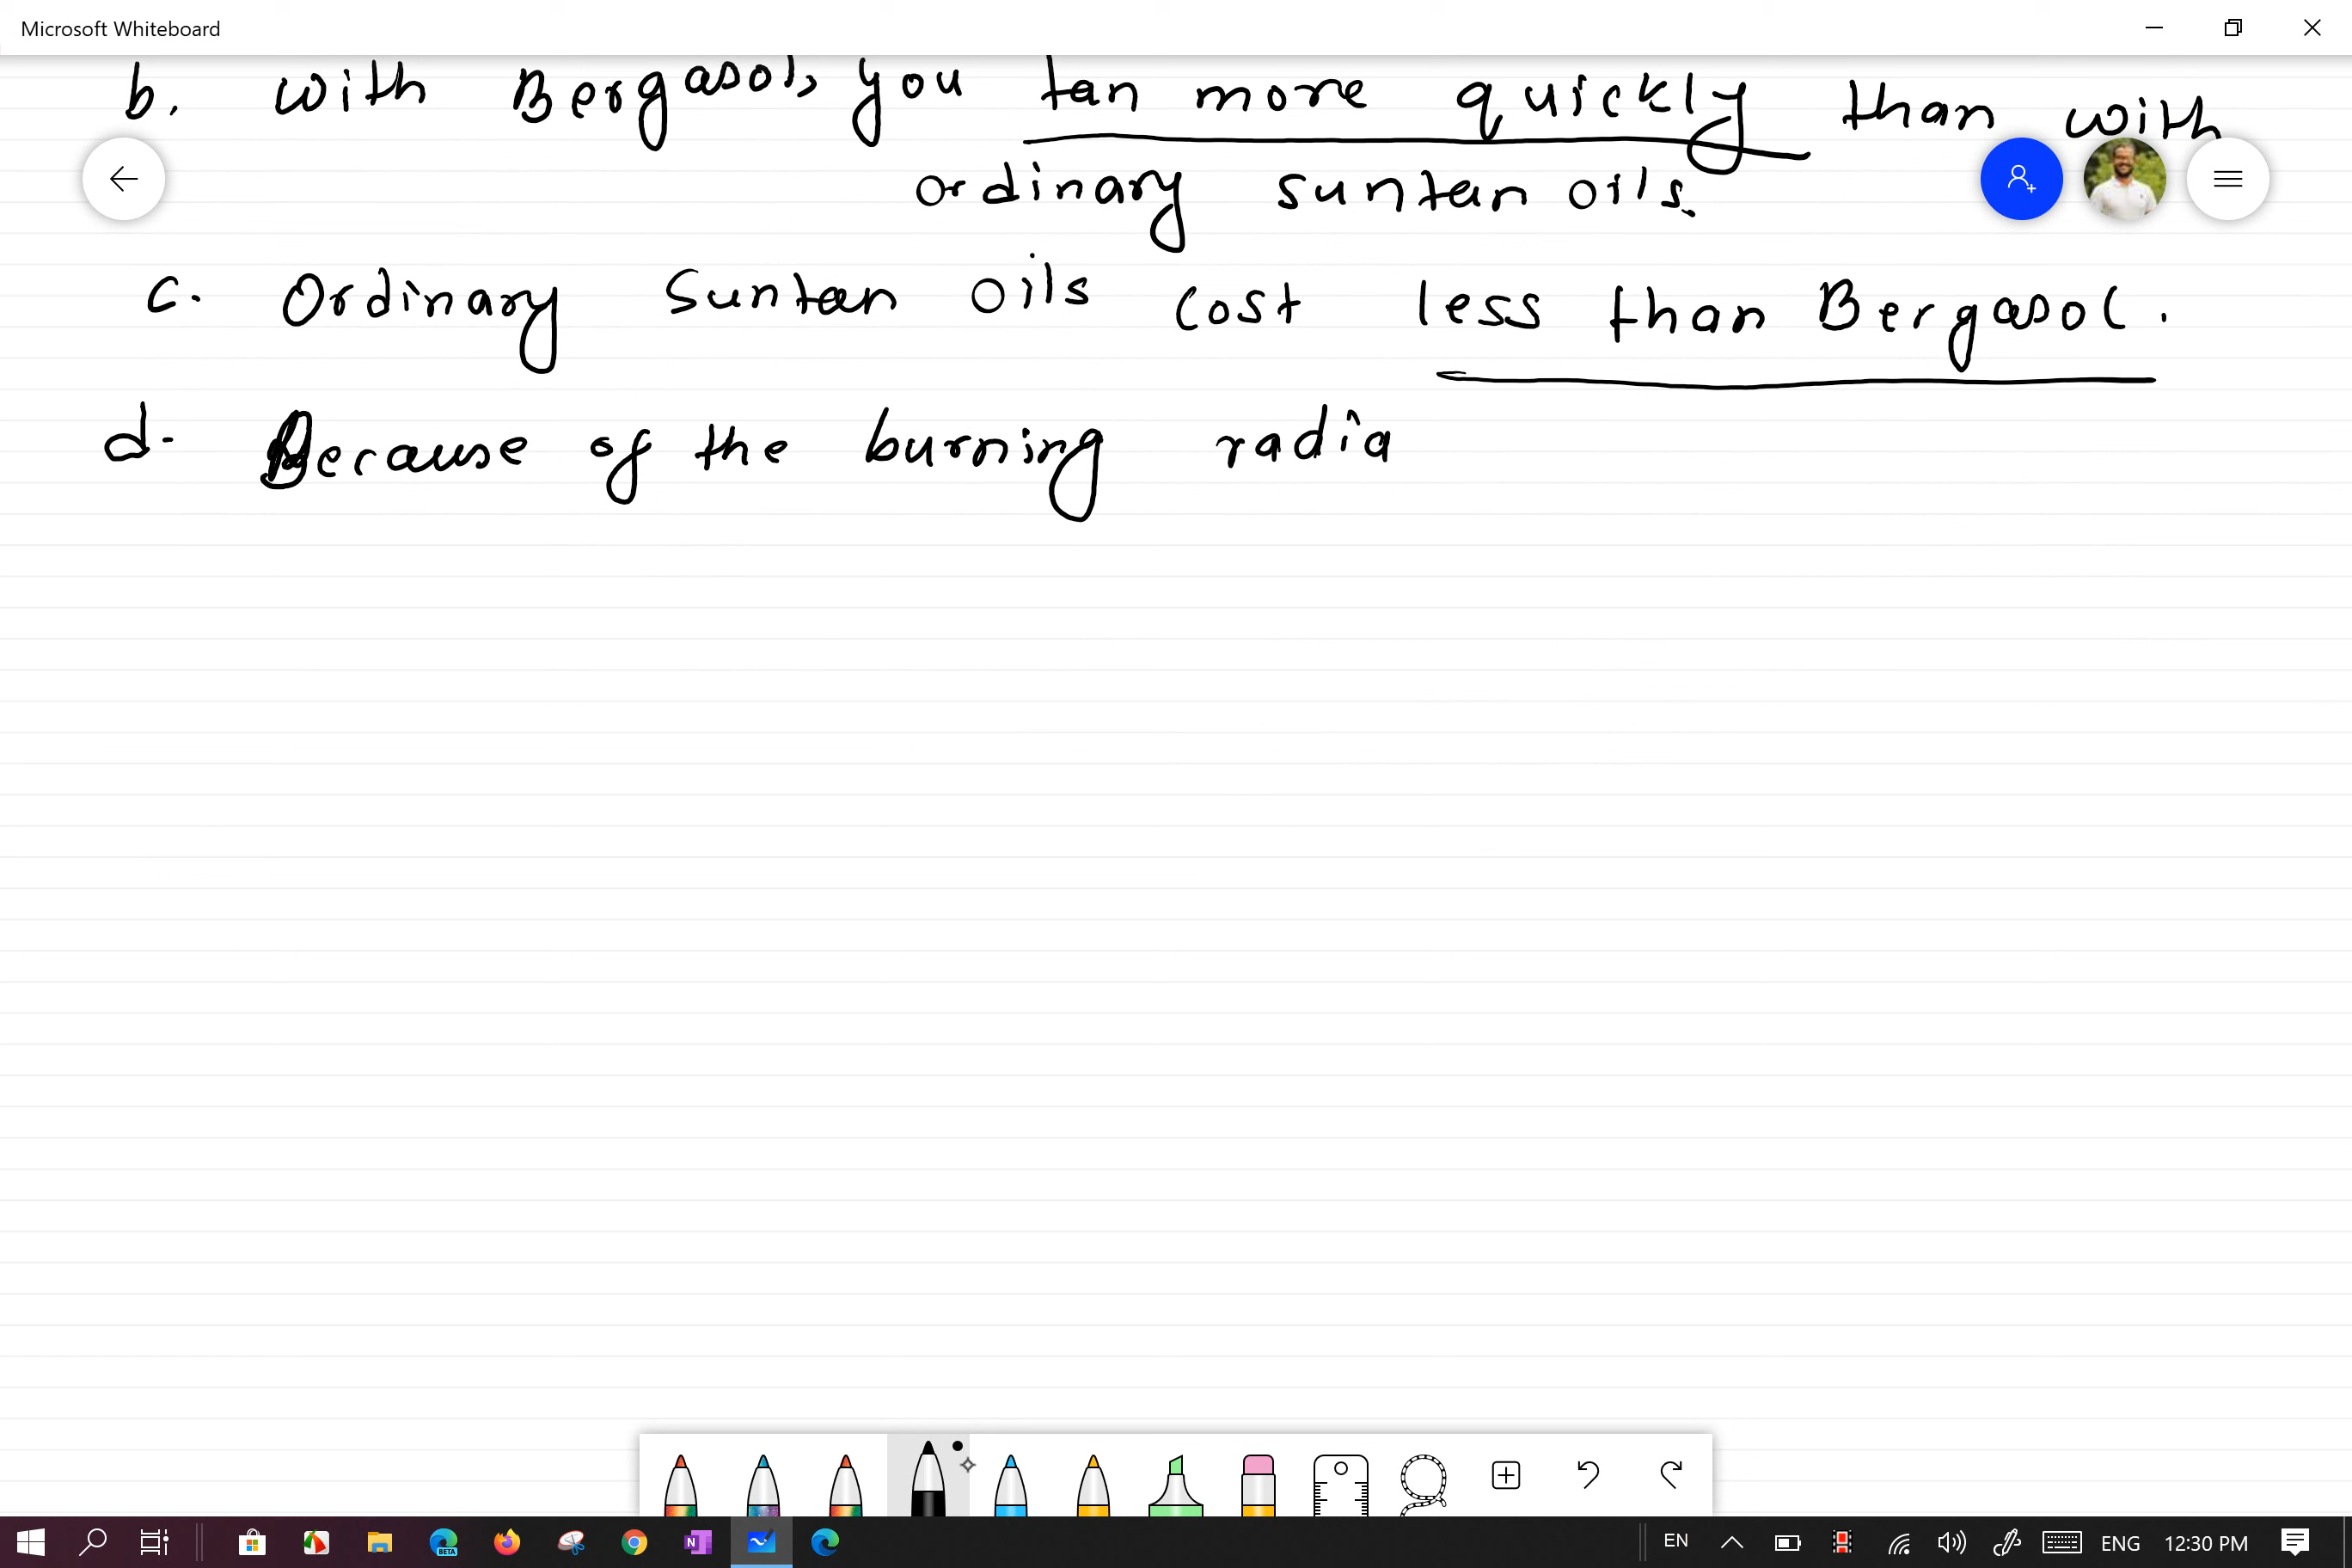 Microsoft Whiteboard
b. with Bergasol, you tan more quickly than with
ordinary suntan oils.
c. Ordinary Suntan oils cost less than Bergasol.
d. Because of the burning radia
BETA
N
EN
ENG 12:30 PM